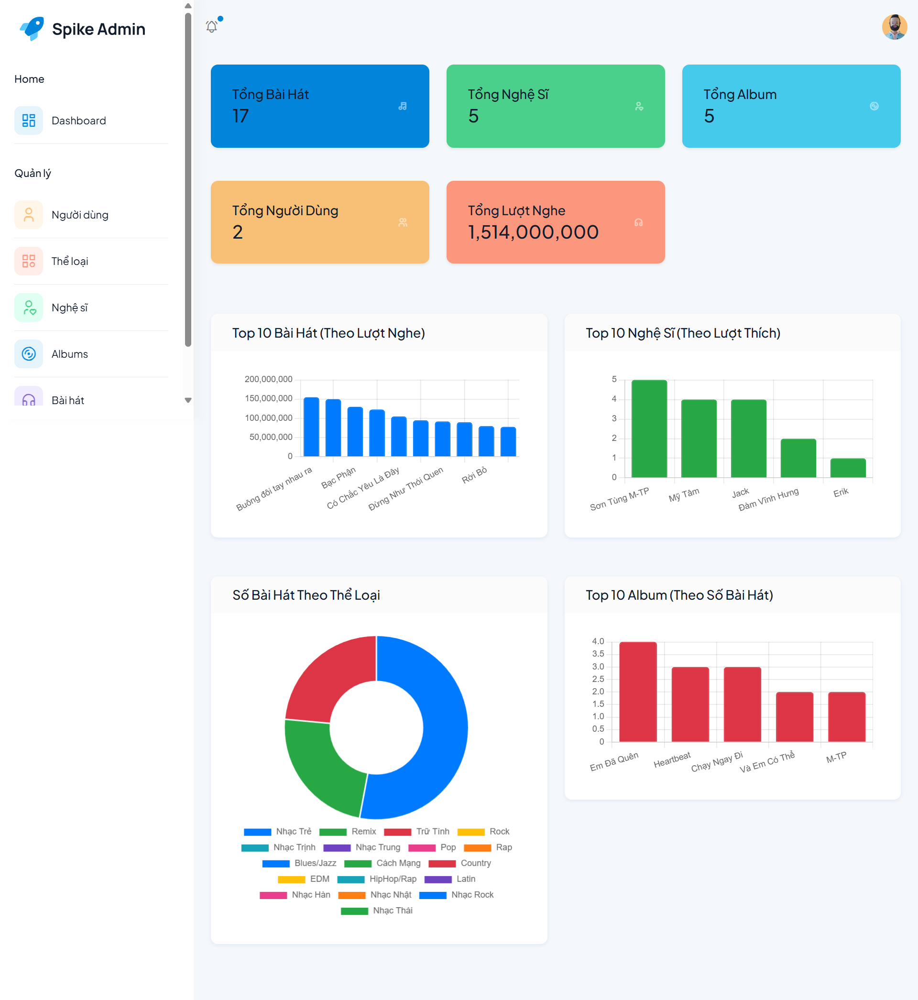 Spike Admin
Home
Dashboard
Quản lý
Người dùng
Thể loại
Nghệ sĩ
Albums
Bài hát
Tổng Bài Hát
17
Tổng Nghệ Sĩ
5
Tổng Album
5
Tổng Người Dùng
2
Tổng Lượt Nghe
1,514,000,000
Top 10 Bài Hát (Theo Lượt Nghe)
200,000,000
150,000,000
100,000,000
50,000,000
0
Buông đôi tay nhau ra
Bạc Phận
Có Chắc Yêu Là Đây
Đừng Như Thói Quen
Rời Bỏ
Top 10 Nghệ Sĩ (Theo Lượt Thích)
5
4
3
2
1
0
Sơn Tùng M-TP
Mỹ Tâm
Jack
Đàm Vĩnh Hưng
Erik
Số Bài Hát Theo Thể Loại
Nhạc Trẻ Remix Trữ Tình Rock
Nhạc Trịnh Nhạc Trung Pop Rap
Blues/Jazz Cách Mạng Country
EDM HipHop/Rap Latin
Nhạc Hàn Nhạc Nhật Nhạc Rock
Nhạc Thái
Top 10 Album (Theo Số Bài Hát)
4.0
3.5
3.0
2.5
2.0
1.5
1.0
0.5
0
Em Đã Quên
Heartbeat
Chạy Ngay Đi
Và Em Có Thể
M-TP